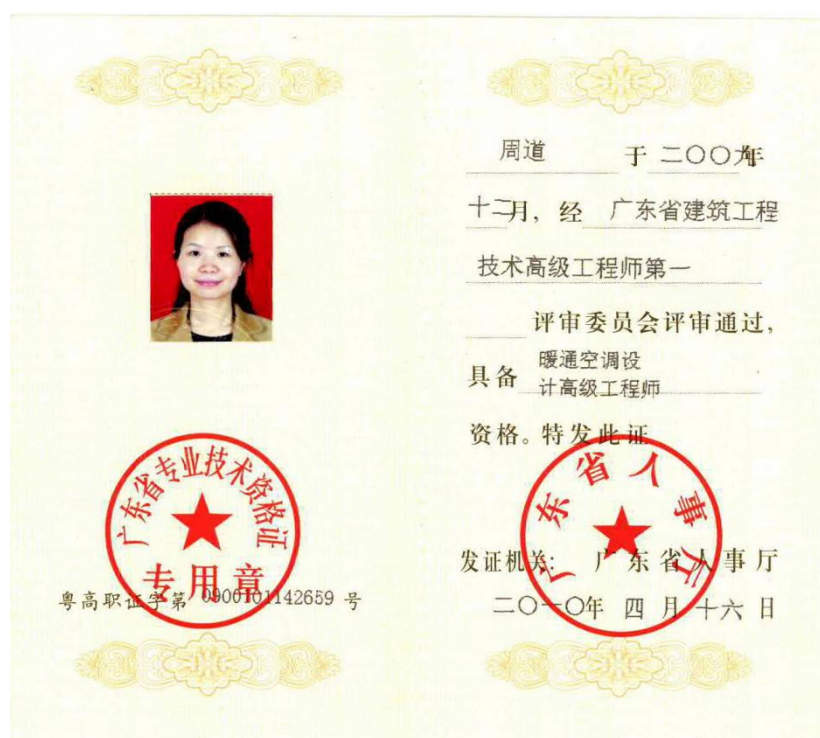 广东省专业技术资格证
专用章
粤高职证字第 0900101142659 号
周道 于 二〇〇九年
十二月，经 广东省建筑工程
技术高级工程师第一
评审委员会评审通过，
具备 暖通空调设
计高级工程师
资格。特发此证
广东省人事厅
发证机关： 广东省人事厅
二〇一〇年 四月十六日